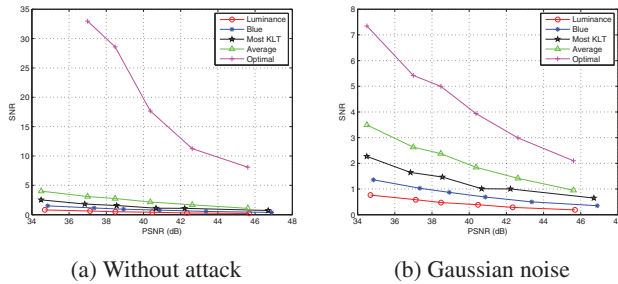 35
30
25
20
15
10
5
0
SNR
34 36 38 40 42 44 46 48
PSNR (dB)
Luminance
Blue
Most KLT
Average
Optimal
(a) Without attack
8
7
6
5
4
3
2
1
0
SNR
34 36 38 40 42 44 46
PSNR (dB)
Luminance
Blue
Most KLT
Average
Optimal
(b) Gaussian noise